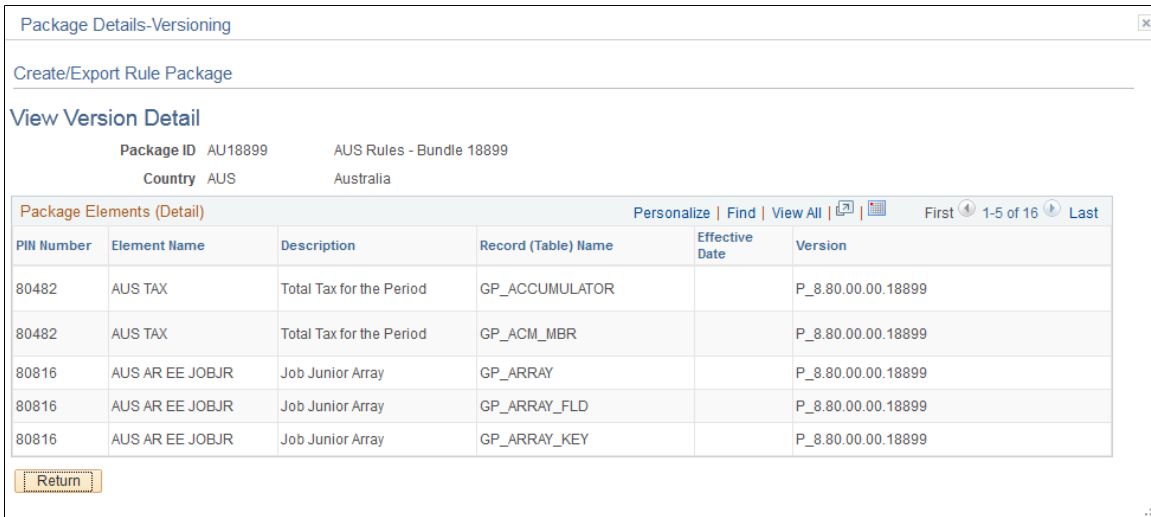 Package Details-Versioning
Create/Export Rule Package
View Version Detail
Package ID AU18899 AUS Rules - Bundle 18899
Country AUS Australia
Package Elements (Detail) Personalize | Find | View All | | First 1-5 of 16 Last
PIN Number Element Name Description Record (Table) Name Effective Date Version
80482 AUS TAX Total Tax for the Period GP_ACCUMULATOR P_8.80.00.00.18899
80482 AUS TAX Total Tax for the Period GP_ACM_MBR P_8.80.00.00.18899
80816 AUS AR EE JOBJR Job Junior Array GP_ARRAY P_8.80.00.00.18899
80816 AUS AR EE JOBJR Job Junior Array GP_ARRAY_FLD P_8.80.00.00.18899
80816 AUS AR EE JOBJR Job Junior Array GP_ARRAY_KEY P_8.80.00.00.18899
Return